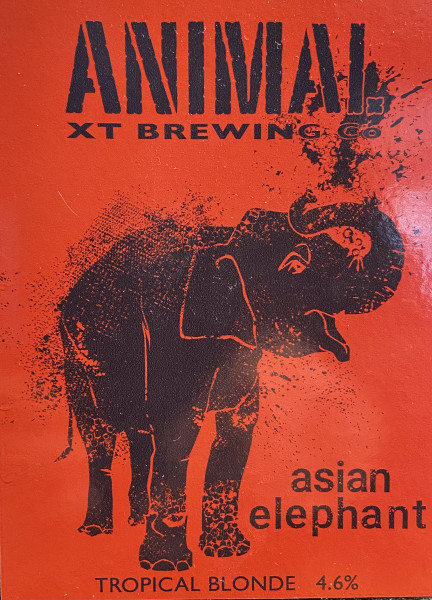 ANIMAL
XT BREWING Co
asian
elephant
TROPICAL BLONDE 4.6%